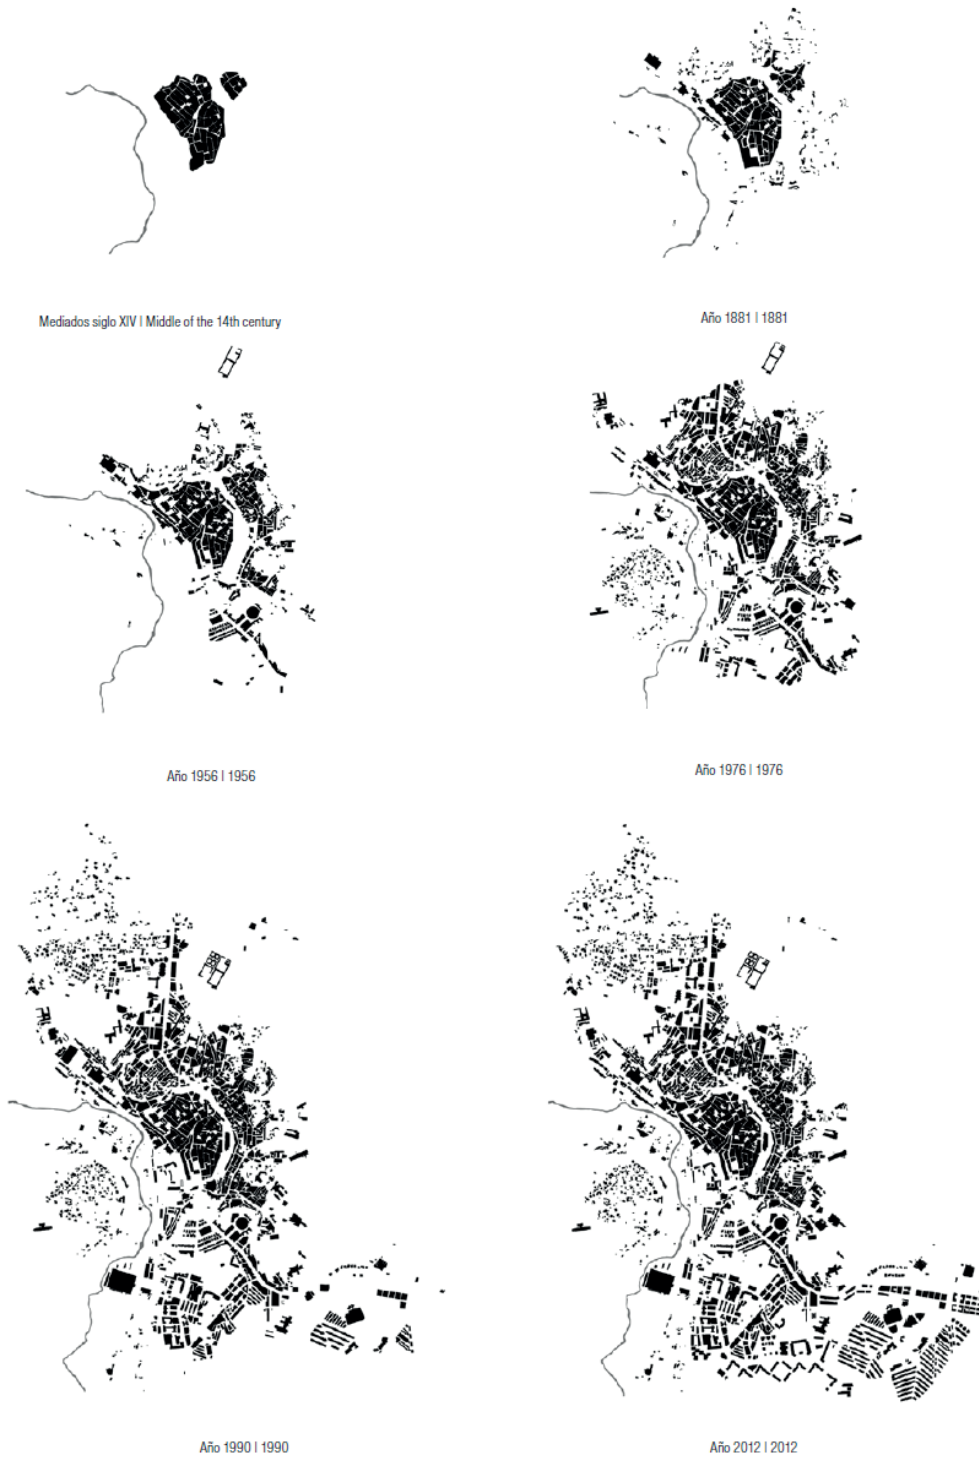 Mediados siglo XIV | Middle of the 14th century
Año 1881 | 1881
Año 1956 | 1956
Año 1976 | 1976
Año 1990 | 1990
Año 2012 | 2012